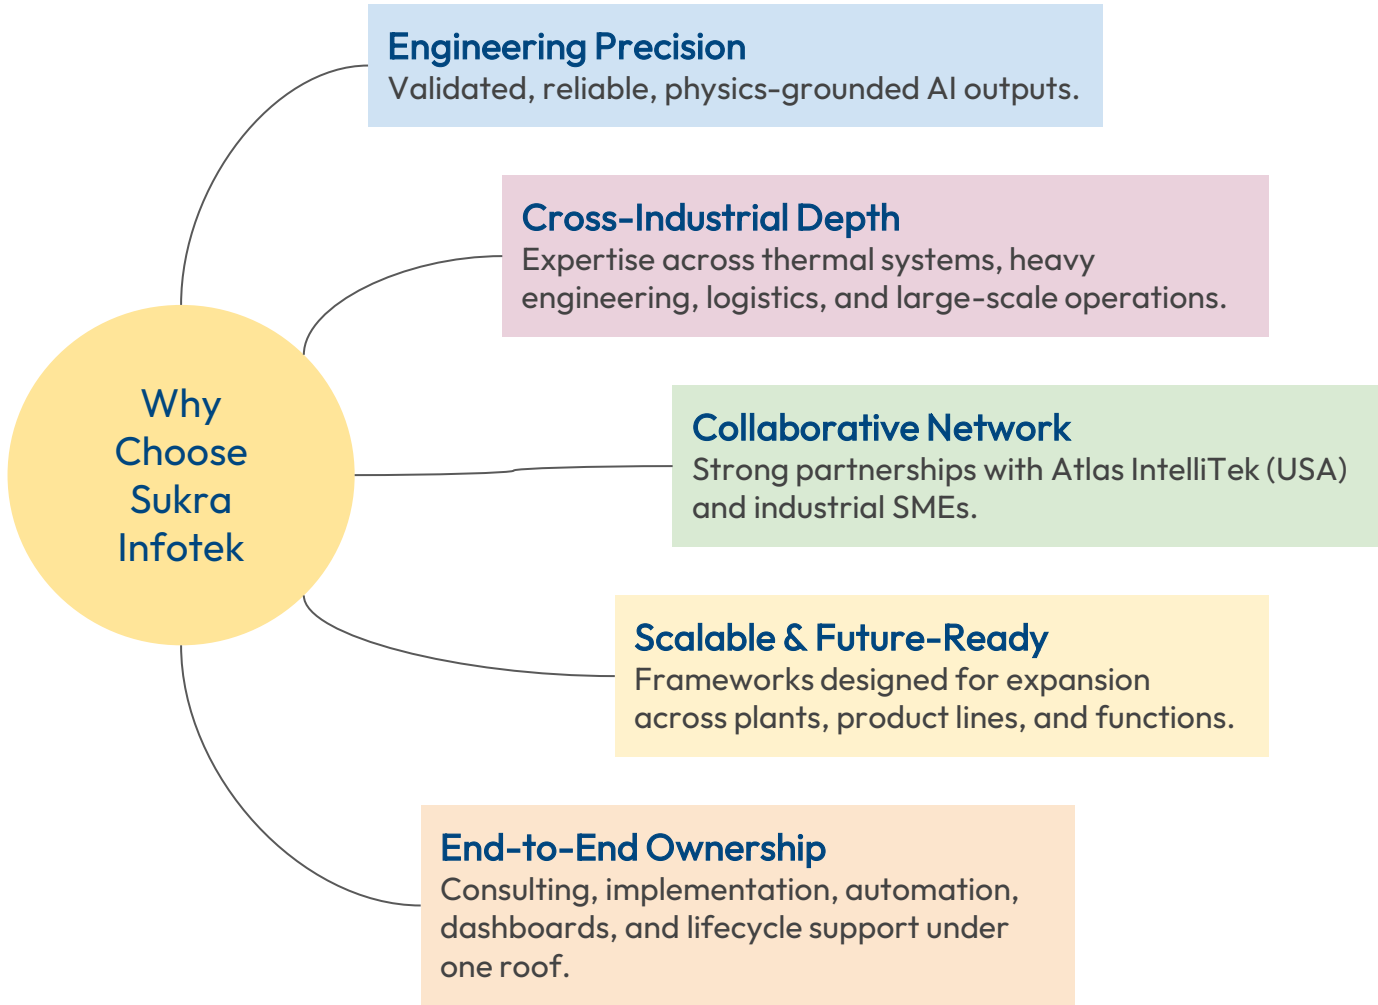 Engineering Precision
Validated, reliable, physics-grounded AI outputs.
Cross-Industrial Depth
Expertise across thermal systems, heavy
engineering, logistics, and large-scale operations.
Why
Choose
Sukra
Infotek
Collaborative Network
Strong partnerships with Atlas IntelliTek (USA)
and industrial SMEs.
Scalable & Future-Ready
Frameworks designed for expansion
across plants, product lines, and functions.
End-to-End Ownership
Consulting, implementation, automation,
dashboards, and lifecycle support under
one roof.